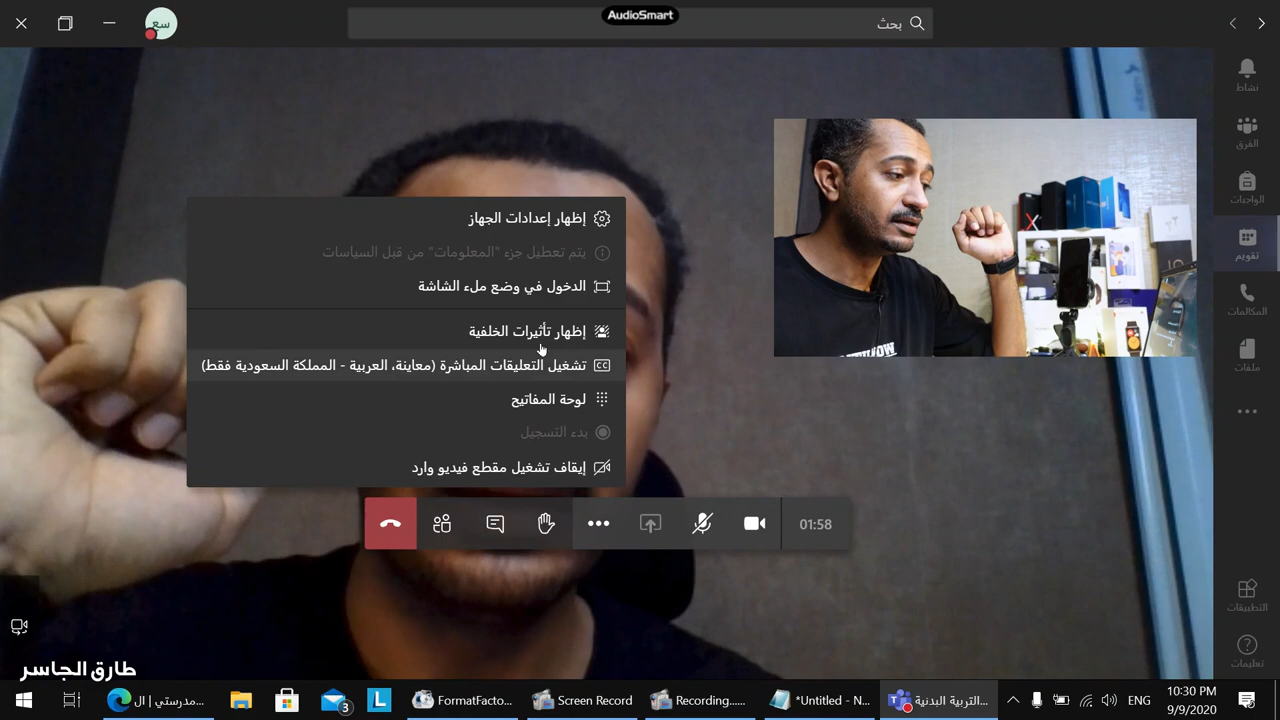 AudioSmart
سع
بحث
نشاط
الفرق
الواجبات
تقويم
المكالمات
ملفات
التطبيقات
تعليمات
إظهار إعدادات الجهاز
يتم تعطيل جزء "المعلومات" من قبل السياسات
الدخول في وضع ملء الشاشة
إظهار تأثيرات الخلفية
تشغيل التعليقات المباشرة (معاينة، العربية - المملكة السعودية فقط)
لوحة المفاتيح
بدء التسجيل
إيقاف تشغيل مقطع فيديو وارد
01:58
طارق الجاسر
مدرستي | ال...
3
L
FormatFacto...
Screen Record
Recording......
*Untitled - N...
التربية البدنية...
ENG
10:30 PM
9/9/2020